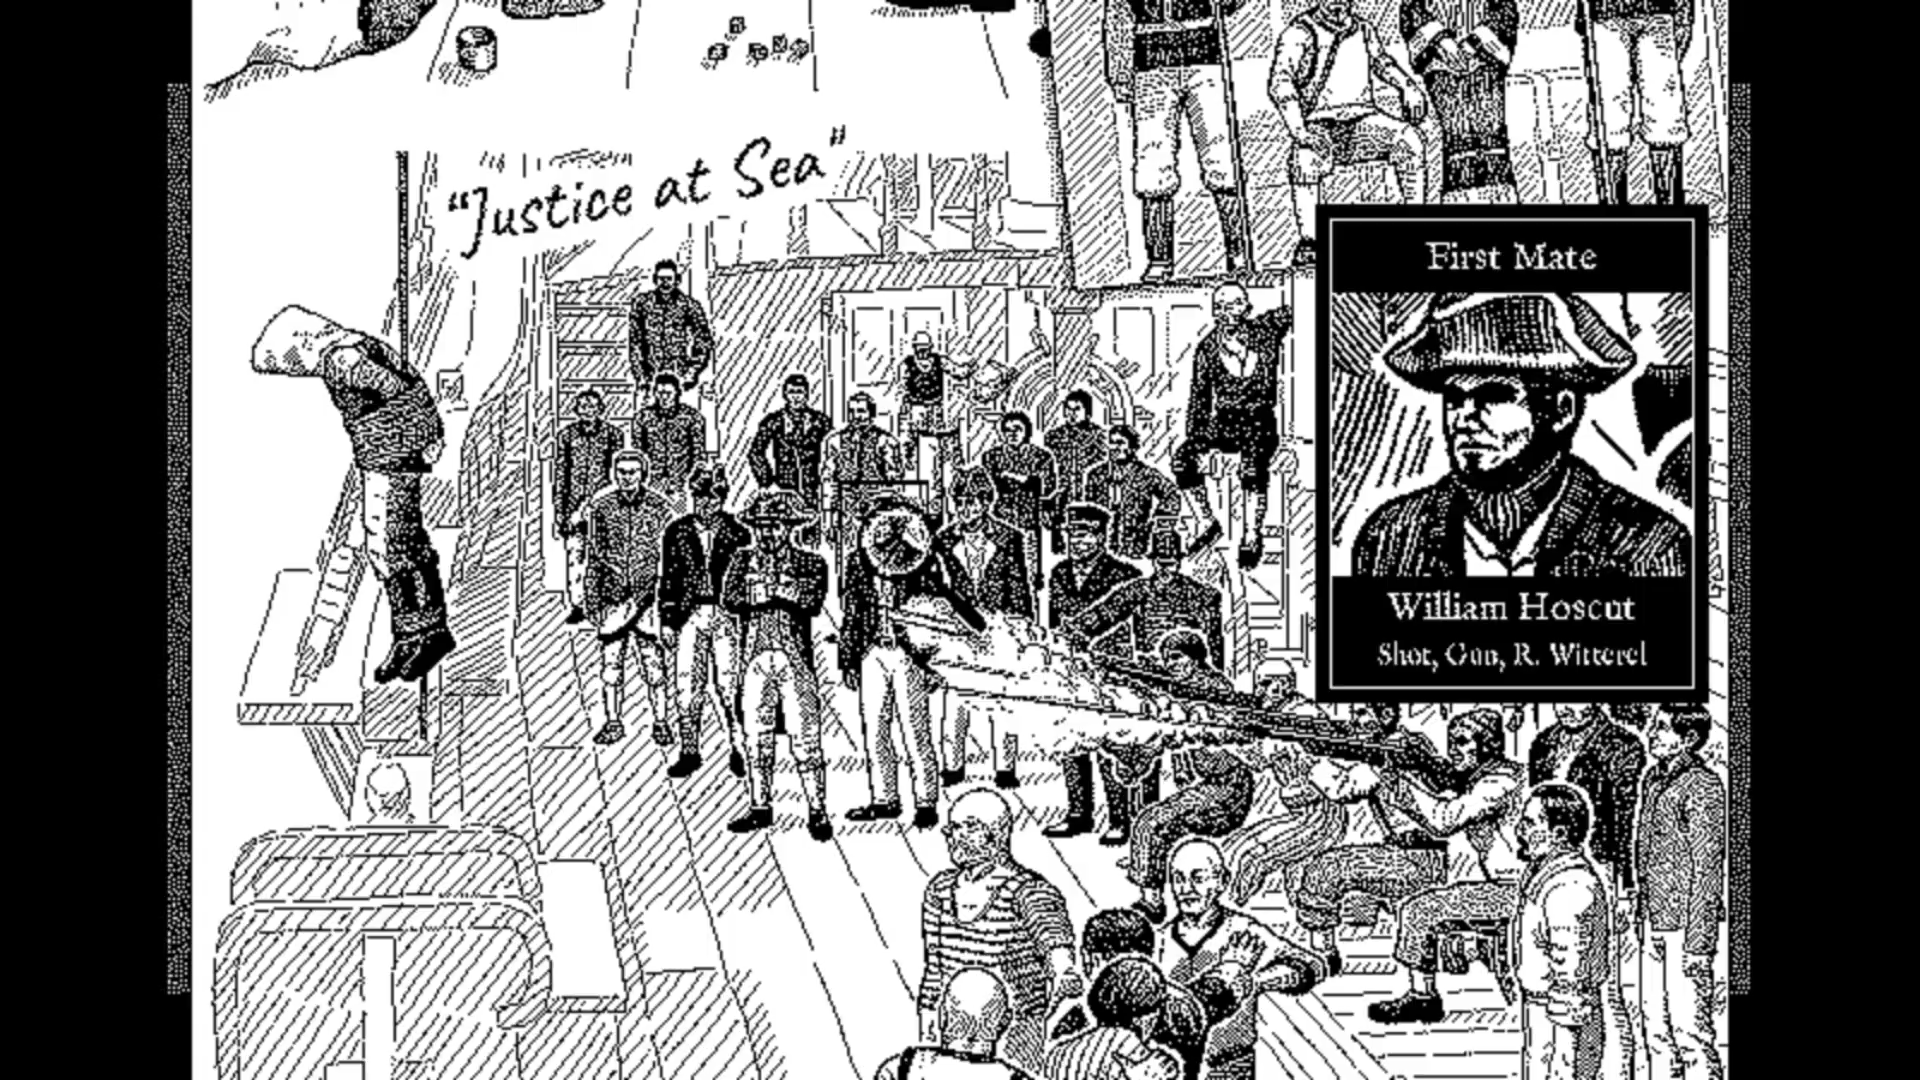 "Justice at Sea"
First Mate
William Hoscut
Shot, Gun, R. Witterel